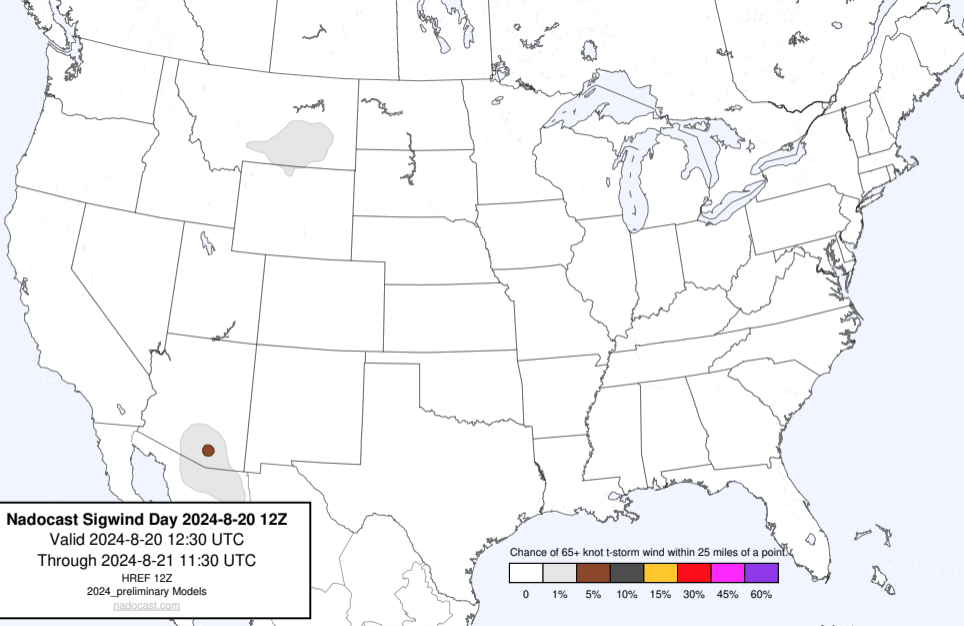 Nadocast Sigwind Day 2024-8-20 12Z
Valid 2024-8-20 12:30 UTC
Through 2024-8-21 11:30 UTC
HREF 12Z
2024_preliminary Models
nadocast.com
Chance of 65+ knot t-storm wind within 25 miles of a point.
0 1% 5% 10% 15% 30% 45% 60%